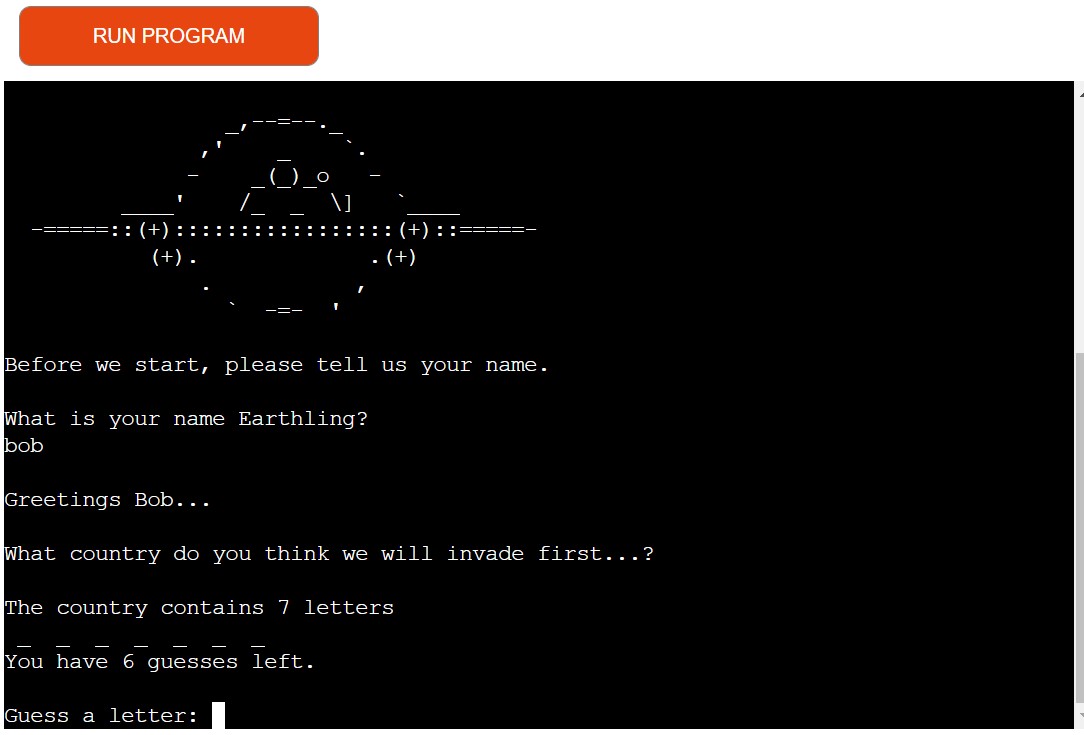 RUN PROGRAM
                 _,--=--._
               ,'    _    `.
              -    _(_)_o   -
         ____'    /_  _  \]   `____
  -=====::(+):::::::::::::::::(+)::=====-
           (+).             .(+)
               .           ,
                 `  -=-  '
Before we start, please tell us your name.
What is your name Earthling?
bob
Greetings Bob...
What country do you think we will invade first...?
The country contains 7 letters
 _  _  _  _  _  _  _
You have 6 guesses left.
Guess a letter: